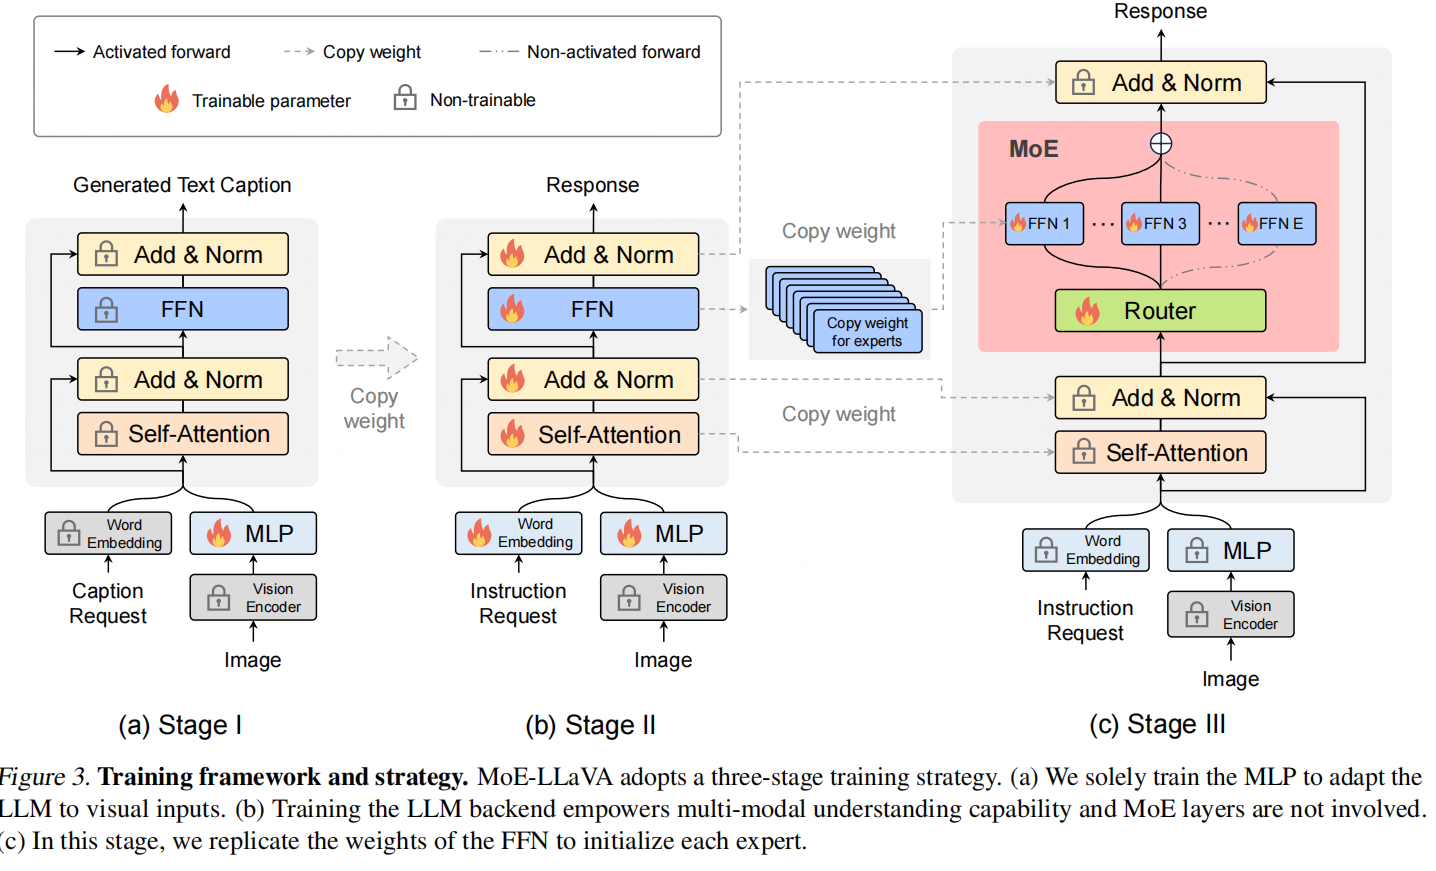 Activated forward
Copy weight
Non-activated forward
Trainable parameter
Non-trainable
Generated Text Caption
Add & Norm
FFN
Add & Norm
Self-Attention
Word
Embedding
MLP
Caption
Request
Vision
Encoder
Image
(a) Stage I
Copy
weight
Response
Add & Norm
FFN
Add & Norm
Self-Attention
Word
Embedding
MLP
Instruction
Request
Vision
Encoder
Image
(b) Stage II
Copy weight
Copy weight
for experts
Copy weight
Response
Add & Norm
MoE
FFN 1
...
FFN 3
...
FFN E
Router
Add & Norm
Self-Attention
Word
Embedding
MLP
Instruction
Request
Vision
Encoder
Image
(c) Stage III
Figure 3. Training framework and strategy. MoE-LLaVA adopts a three-stage training strategy. (a) We solely train the MLP to adapt the
LLM to visual inputs. (b) Training the LLM backend empowers multi-modal understanding capability and MoE layers are not involved.
(c) In this stage, we replicate the weights of the FFN to initialize each expert.